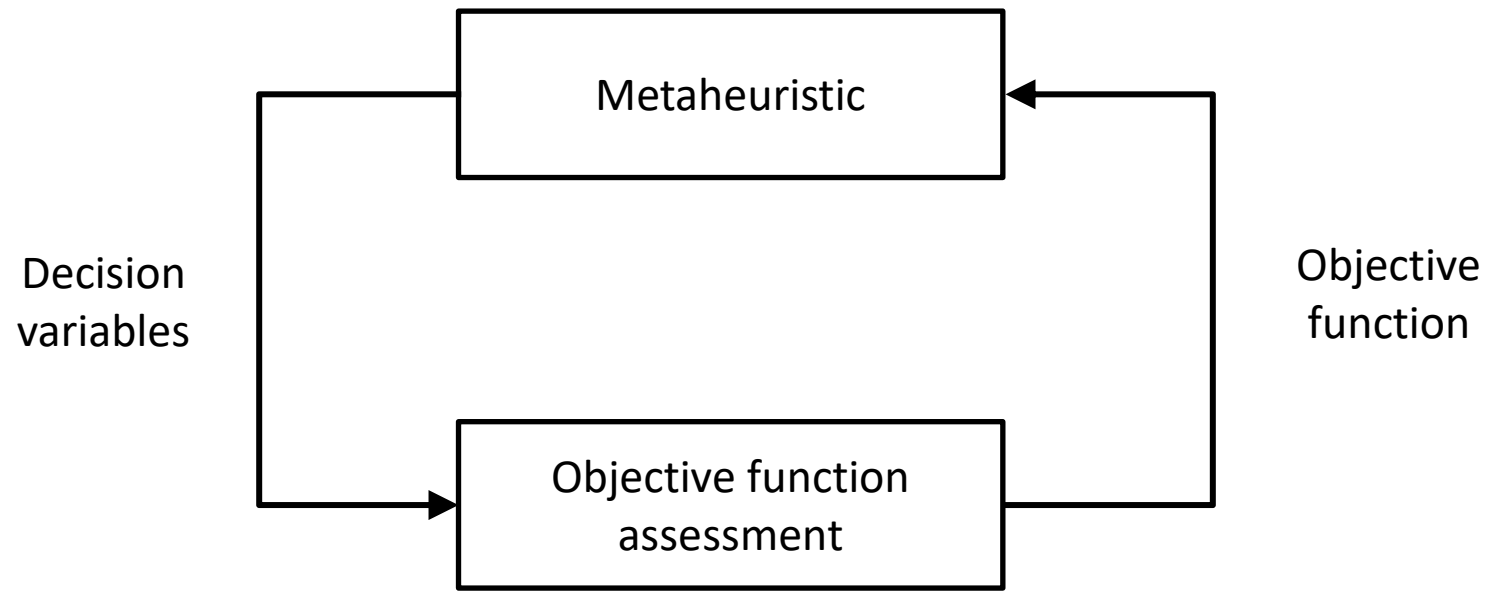 Metaheuristic
Decision
variables
Objective
function
Objective function
assessment